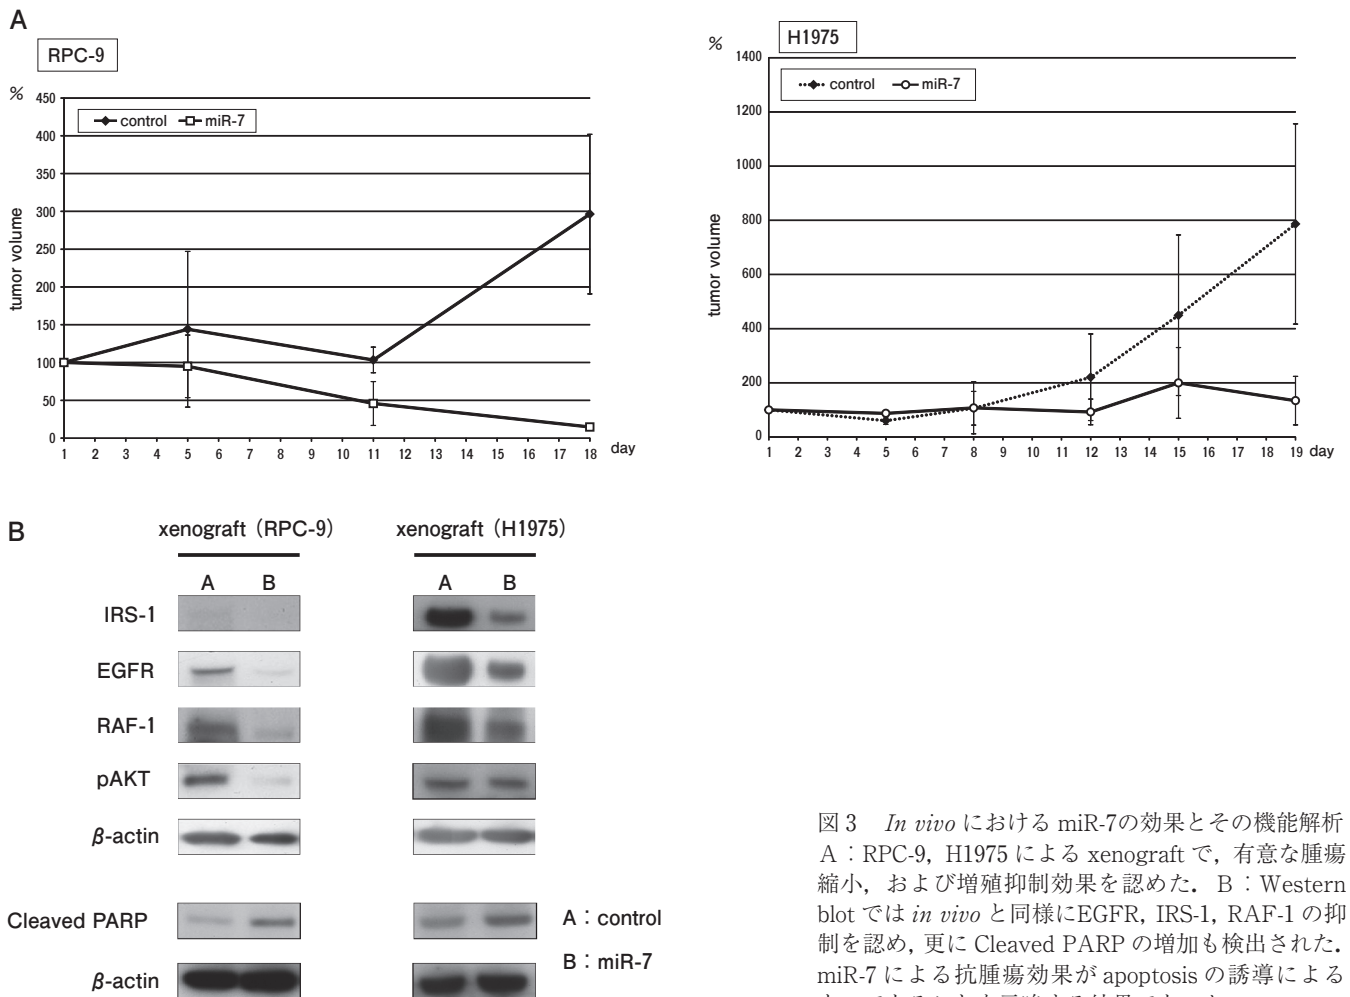 A
RPC-9
%
450
400
350
300
250
200
150
100
50
0
tumor volume
control miR-7
1 2 3 4 5 6 7 8 9 10 11 12 13 14 15 16 17 18 day
H1975
%
1400
1200
1000
800
600
400
200
0
tumor volume
control miR-7
1 2 3 4 5 6 7 8 9 10 11 12 13 14 15 16 17 18 19 day
B
xenograft (RPC-9) xenograft (H1975)
A B A B
IRS-1
EGFR
RAF-1
pAKT
β-actin
Cleaved PARP
β-actin
A:control
B:miR-7
図3 In vivo における miR-7の効果とその機能解析
A:RPC-9, H1975 による xenograft で, 有意な腫瘍
縮小, および増殖抑制効果を認めた. B:Western
blot では in vivo と同様にEGFR, IRS-1, RAF-1 の抑
制を認め, 更に Cleaved PARP の増加も検出された.
miR-7 による抗腫瘍効果が apoptosis の誘導による